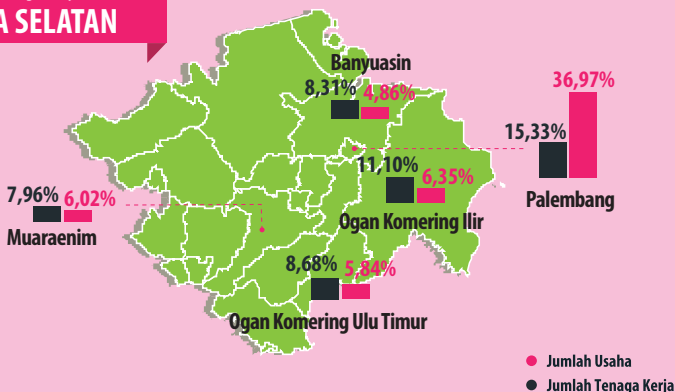 A SELATAN
Banyuasin
8,31% 4,86%
36,97%
15,33%
Palembang
11,10% 6,35%
Ogan Komering Ilir
7,96% 6,02%
Muaraenim
8,68% 5,84%
Ogan Komering Ulu Timur
Jumlah Usaha
Jumlah Tenaga Kerja